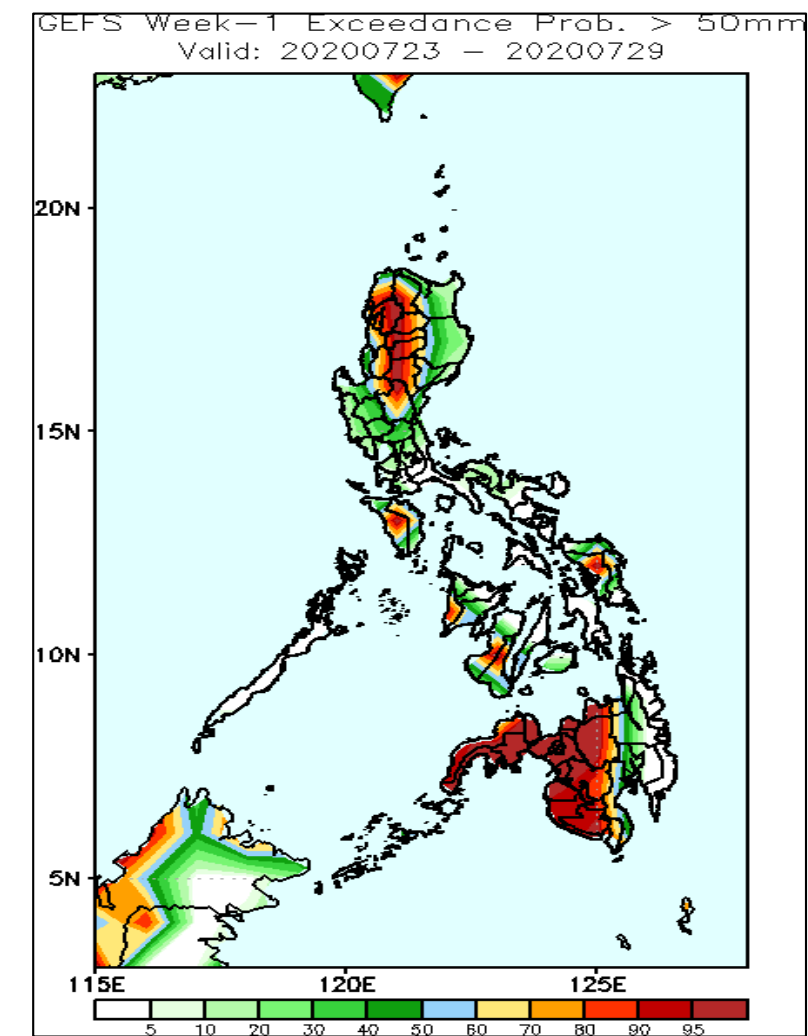 GEFS Week-1 Exceedance Prob. > 50mm
Valid: 20200723 - 20200729
20N
15N
10N
5N
115E 120E 125E
5 10 20 30 40 50 60 70 80 90 95